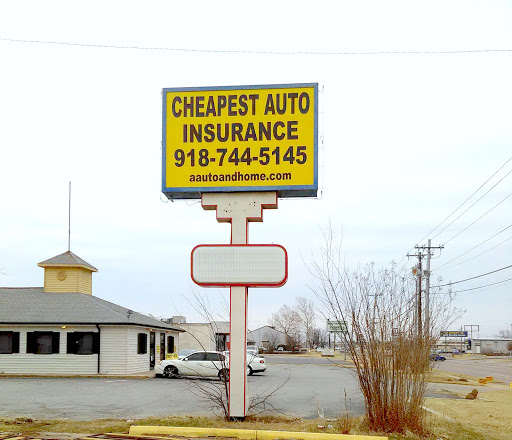 CHEAPEST AUTO
INSURANCE
918-744-5145
aautoandhome.com